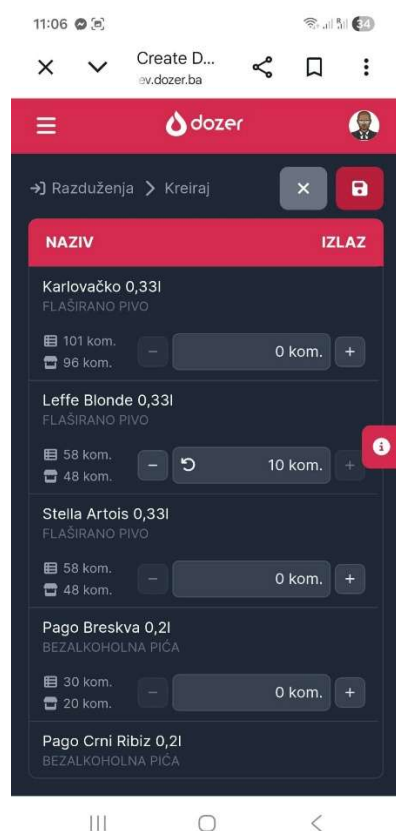 11:06
34
Create D...
ev.dozer.ba
dozer
Razduženja > Kreiraj
NAZIV IZLAZ
Karlovačko 0,33l
FLAŠIRANO PIVO
101 kom.
96 kom.
− 0 kom. +
Leffe Blonde 0,33l
FLAŠIRANO PIVO
58 kom.
48 kom.
− 10 kom. +
Stella Artois 0,33l
FLAŠIRANO PIVO
58 kom.
48 kom.
− 0 kom. +
Pago Breskva 0,2l
BEZALKOHOLNA PIĆA
30 kom.
20 kom.
− 0 kom. +
Pago Crni Ribiz 0,2l
BEZALKOHOLNA PIĆA